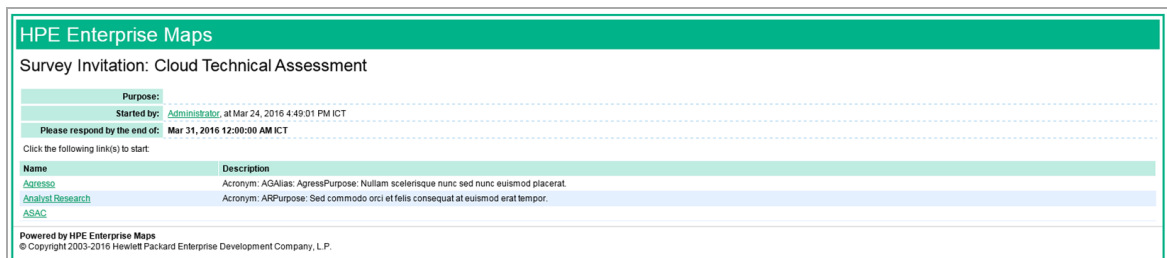 HPE Enterprise Maps
Survey Invitation: Cloud Technical Assessment
Purpose:
Started by: Administrator, at Mar 24, 2016 4:49:01 PM ICT
Please respond by the end of: Mar 31, 2016 12:00:00 AM ICT
Click the following link(s) to start:
Name Description
Agresso Acronym: AGAlias: AgressPurpose: Nullam scelerisque nunc sed nunc euismod placerat.
Analyst Research Acronym: ARPurpose: Sed commodo orci et felis consequat at euismod erat tempor.
ASAC
Powered by HPE Enterprise Maps
© Copyright 2003-2016 Hewlett Packard Enterprise Development Company, L.P.